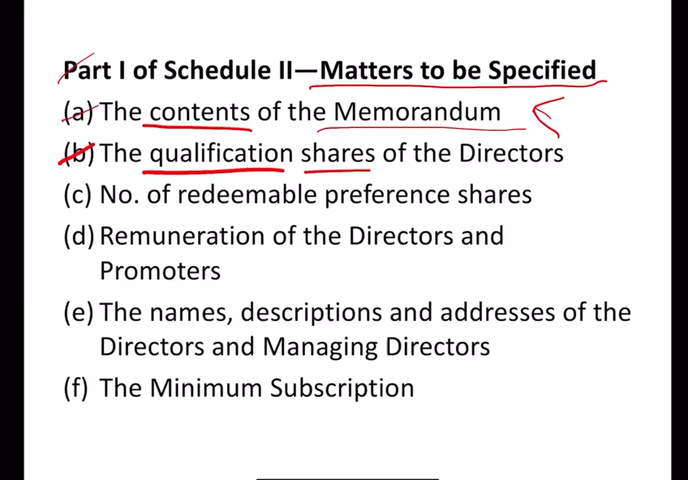 Part I of Schedule II—Matters to be Specified
(a) The contents of the Memorandum
(b) The qualification shares of the Directors
(c) No. of redeemable preference shares
(d) Remuneration of the Directors and
Promoters
(e) The names, descriptions and addresses of the
Directors and Managing Directors
(f) The Minimum Subscription